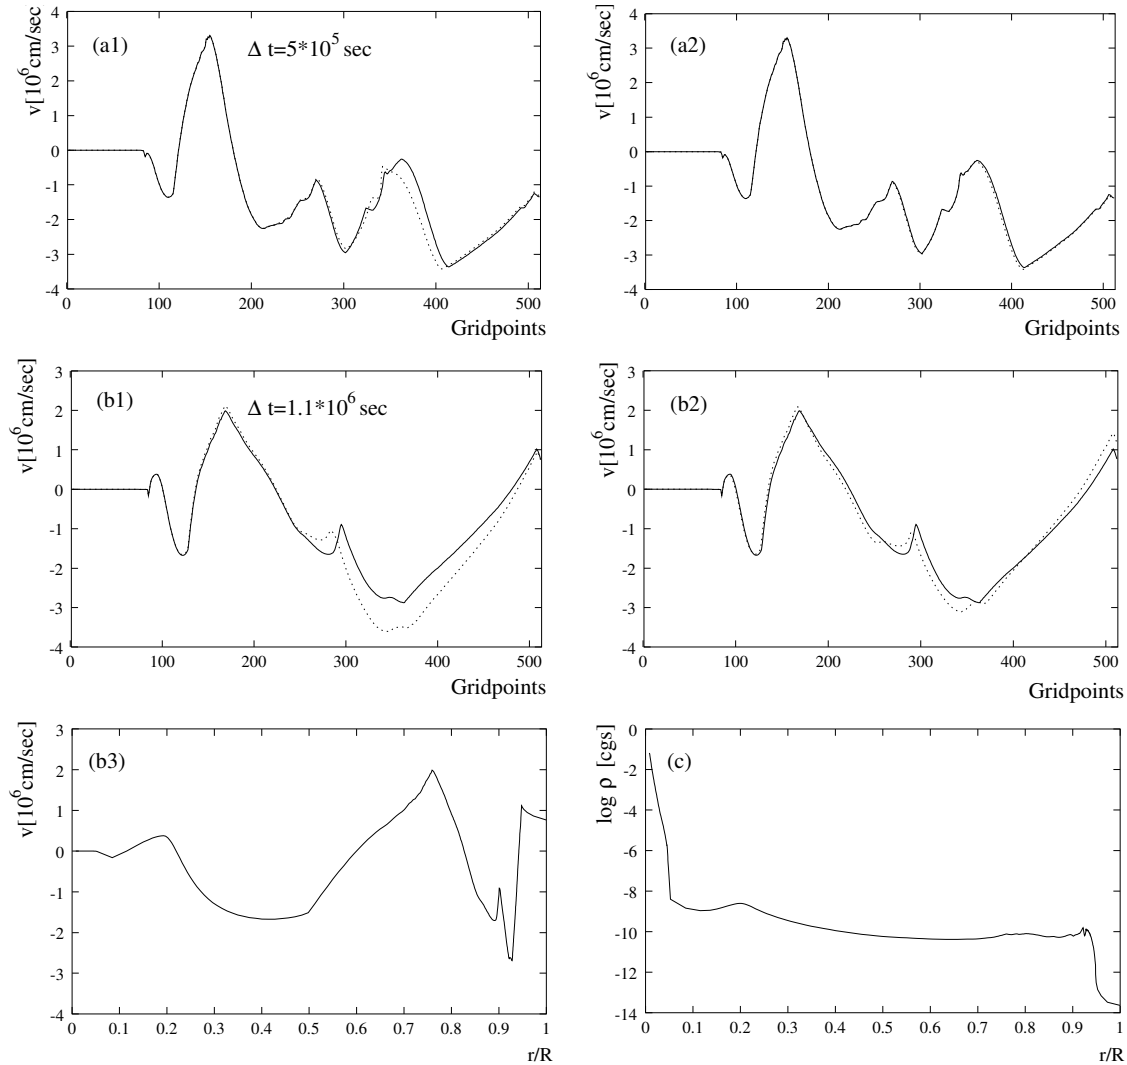 (a1)
Δ t=5*10^5 sec
v[10^6cm/sec]
4
3
2
1
0
-1
-2
-3
-4
0 100 200 300 400 500
Gridpoints
(a2)
v[10^6cm/sec]
4
3
2
1
0
-1
-2
-3
-4
0 100 200 300 400 500
Gridpoints
(b1)
Δ t=1.1*10^6 sec
v[10^6cm/sec]
3
2
1
0
-1
-2
-3
-4
0 100 200 300 400 500
Gridpoints
(b2)
v[10^6cm/sec]
3
2
1
0
-1
-2
-3
-4
0 100 200 300 400 500
Gridpoints
(b3)
v[10^6cm/sec]
3
2
1
0
-1
-2
-3
-4
0 0.1 0.2 0.3 0.4 0.5 0.6 0.7 0.8 0.9 1
r/R
(c)
log ρ [cgs]
0
-2
-4
-6
-8
-10
-12
-14
0 0.1 0.2 0.3 0.4 0.5 0.6 0.7 0.8 0.9 1
r/R